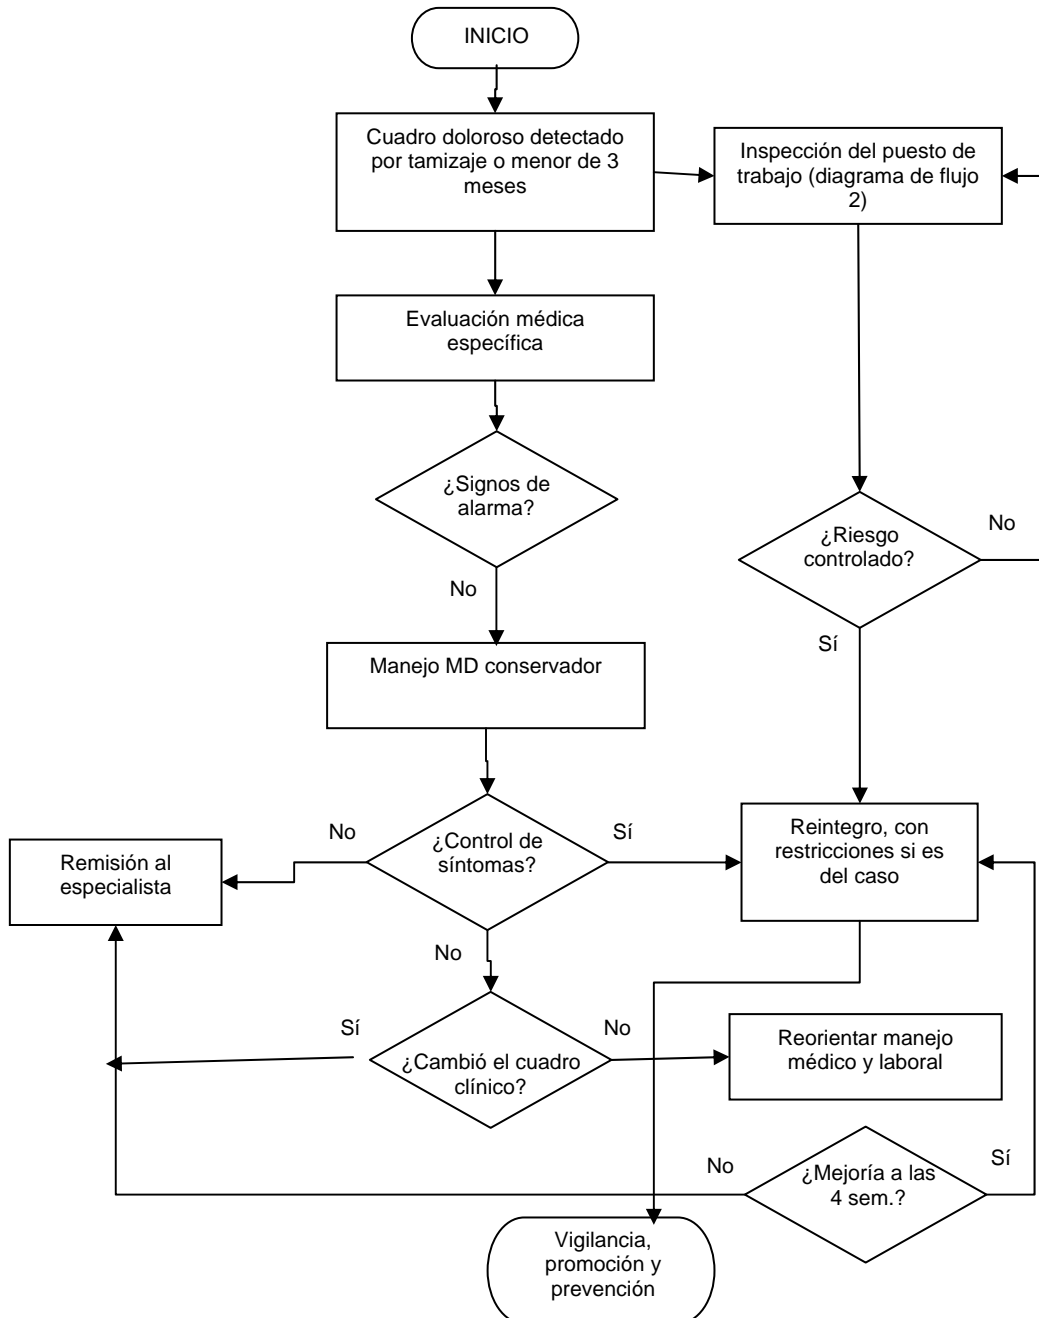 INICIO
Cuadro doloroso detectado
por tamizaje o menor de 3
meses
Inspección del puesto de
trabajo (diagrama de flujo
2)
Evaluación médica
específica
¿Signos de
alarma?
No
¿Riesgo
controlado?
No
Sí
Manejo MD conservador
No
¿Control de
síntomas?
Sí
Remisión al
especialista
Reintegro, con
restricciones si es
del caso
No
Sí
¿Cambió el cuadro
clínico?
No
Reorientar manejo
médico y laboral
No
¿Mejoría a las
4 sem.?
Sí
Vigilancia,
promoción y
prevención